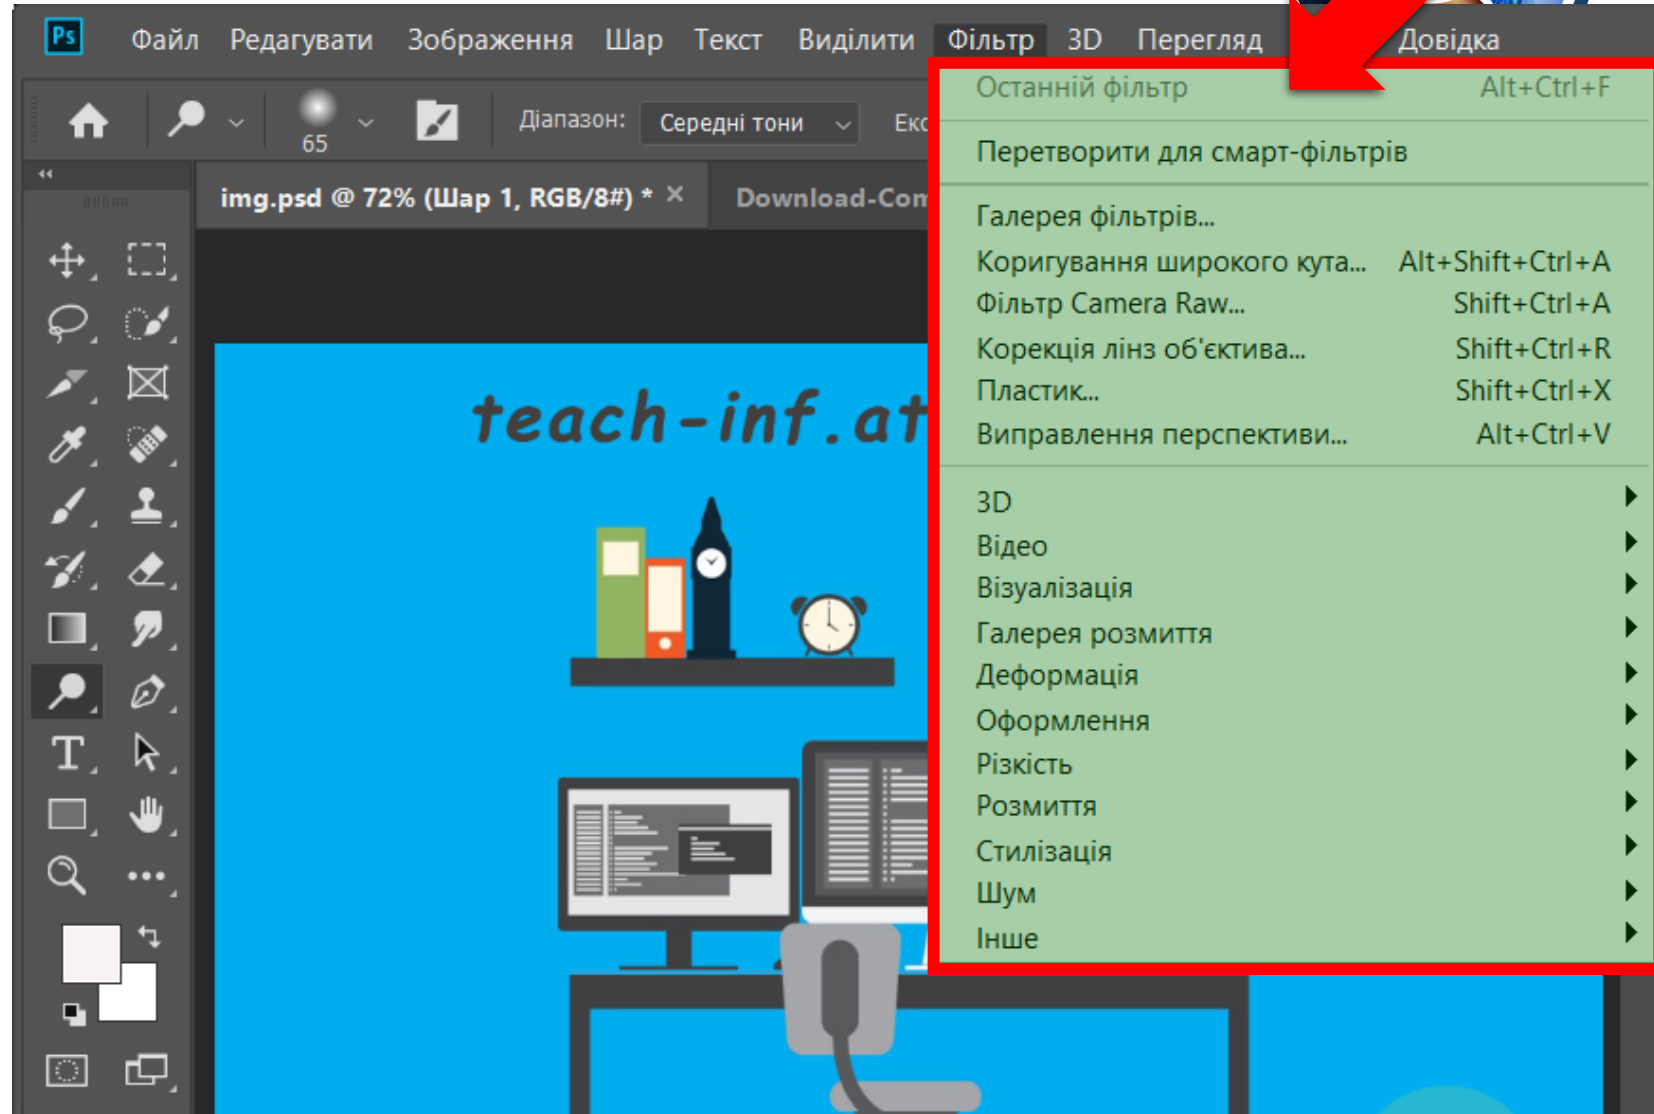 Ps Файл Редагувати Зображення Шар Текст Виділити Фільтр 3D Перегляд Довідка
65 Діапазон: Середні тони
img.psd @ 72% (Шар 1, RGB/8#) * × Download-Com
teach-inf.at
Останній фільтр Alt+Ctrl+F
Перетворити для смарт-фільтрів
Галерея фільтрів...
Коригування широкого кута... Alt+Shift+Ctrl+A
Фільтр Camera Raw... Shift+Ctrl+A
Корекція лінз об'єктива... Shift+Ctrl+R
Пластик... Shift+Ctrl+X
Виправлення перспективи... Alt+Ctrl+V
3D
Відео
Візуалізація
Галерея розмиття
Деформація
Оформлення
Різкість
Розмиття
Стилізація
Шум
Інше